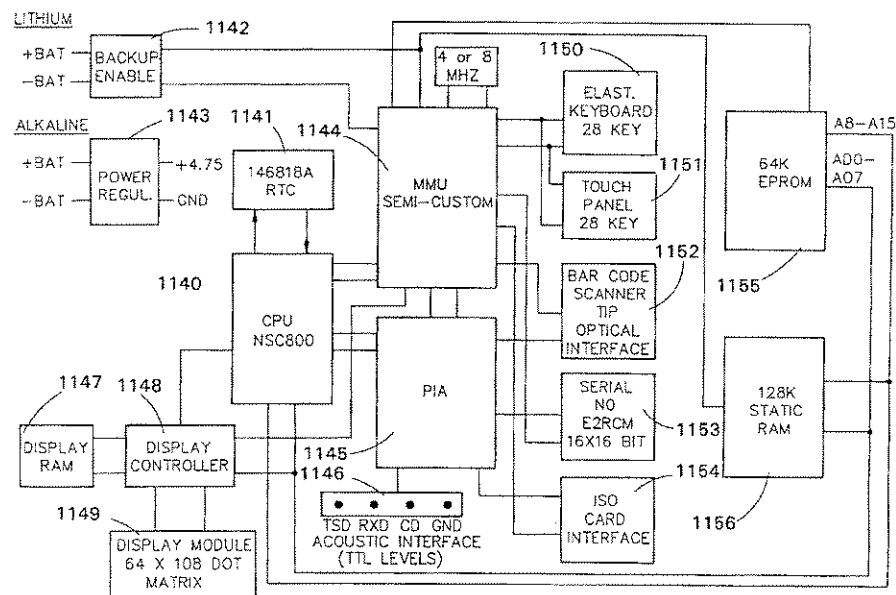 LITHIUM
1142
+BAT
-BAT
BACKUP
ENABLE
4 or 8
MHZ
1150
ELAST.
KEYBOARD
28 KEY
ALKALINE
1143
+BAT
-BAT
POWER
REGUL.
+4.75
GND
1141
146818A
RTC
1144
MMU
SEMI-CUSTOM
TOUCH
PANEL
28 KEY
1151
64K
EPROM
A8-A15
AD0-
A07
1155
1140
CPU
NSC800
BAR CODE
SCANNER
TIP
OPTICAL
INTERFACE
1152
PIA
1145
SERIAL
NO
E2RCM
16X16 BIT
1153
128K
STATIC
RAM
1156
1147
DISPLAY
RAM
1148
DISPLAY
CONTROLLER
1146
TSD RXD CD GND
ACOUSTIC INTERFACE
(TTL LEVELS)
ISO
CARD
INTERFACE
1154
1149
DISPLAY MODULE
64 X 108 DOT
MATRIX